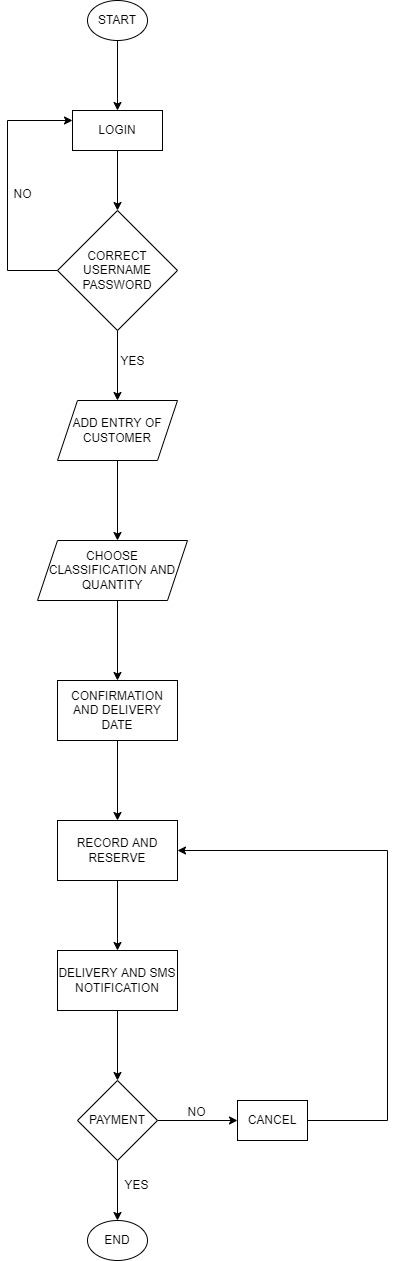 START
LOGIN
NO
CORRECT
USERNAME
PASSWORD
YES
ADD ENTRY OF
CUSTOMER
CHOOSE
CLASSIFICATION AND
QUANTITY
CONFIRMATION
AND DELIVERY
DATE
RECORD AND
RESERVE
DELIVERY AND SMS
NOTIFICATION
PAYMENT
NO
CANCEL
YES
END